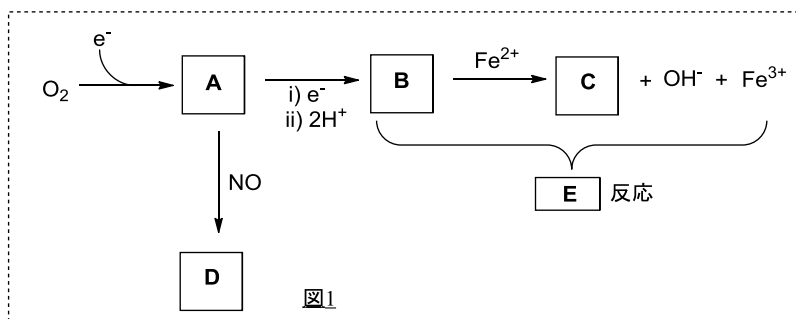 e⁻
O₂ A B Fe²⁺ C + OH⁻ + Fe³⁺
i) e⁻
ii) 2H⁺
NO
E 反応
D
図1